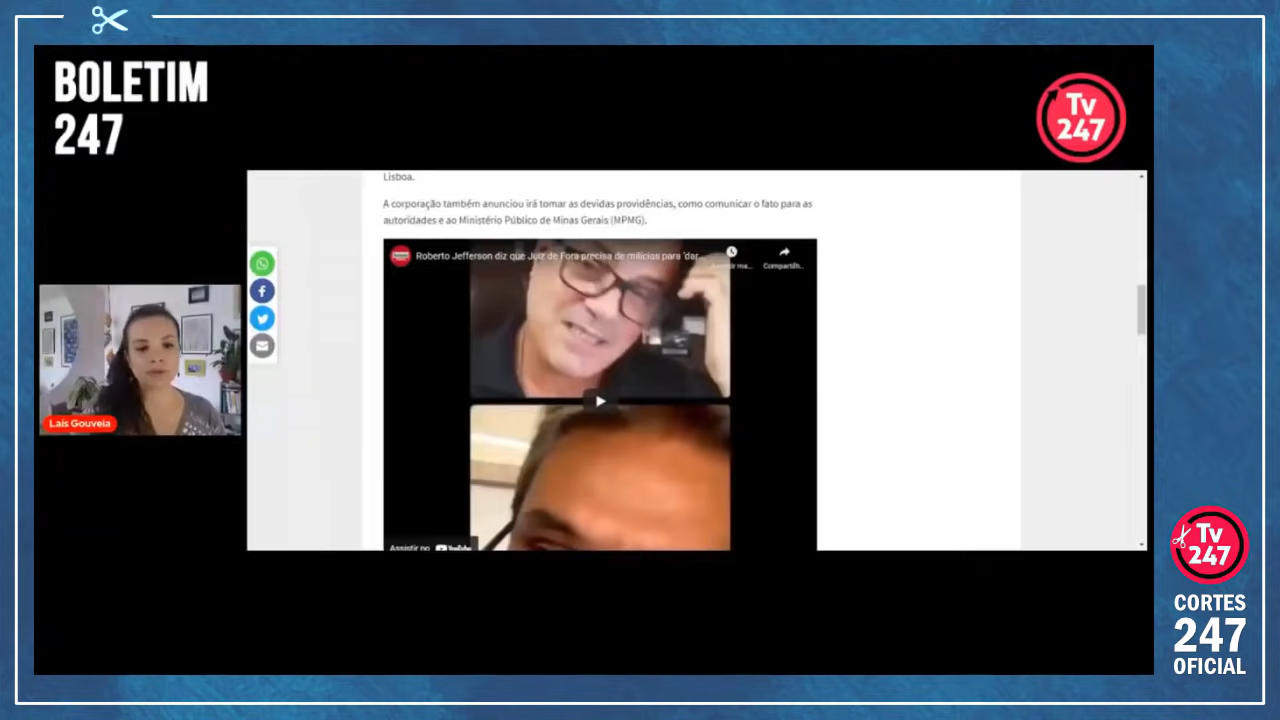 BOLETIM
247
Tv
247
Lisboa.
A corporação também anunciou irá tomar as devidas providências, como comunicar o fato para as
autoridades e ao Ministério Público de Minas Gerais (MPMG).
Roberto Jefferson diz que Juiz de Fora precisa de milícias para 'dar...
Compartilh...
Laís Gouveia
Assistir no YouTube
Tv
247
CORTES
247
OFICIAL